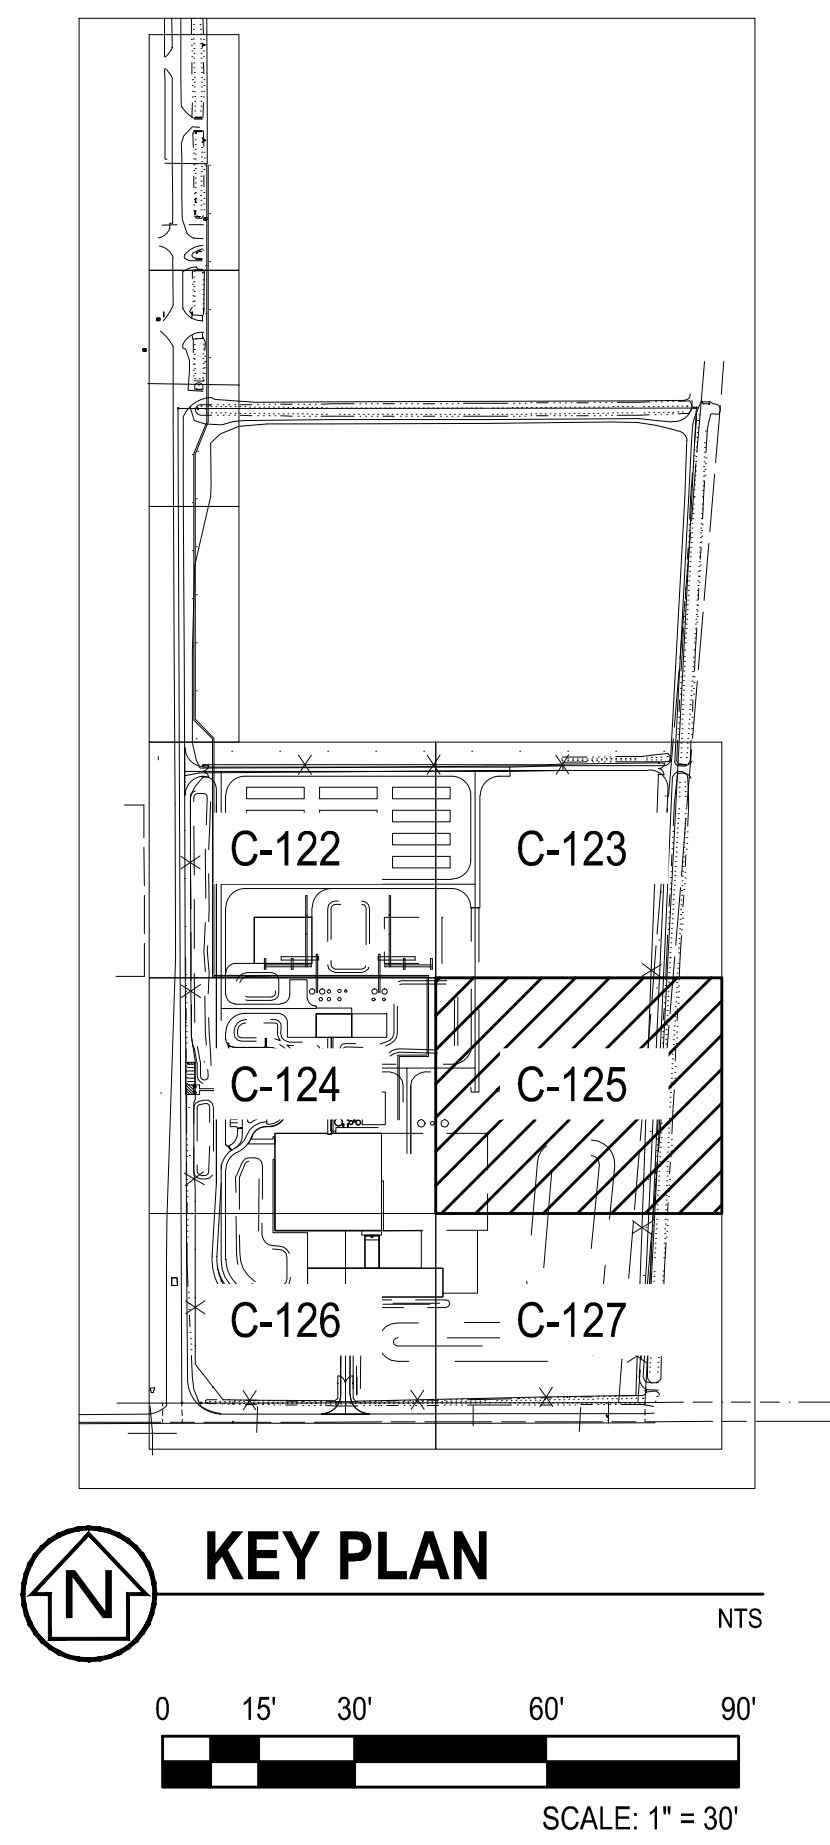 C-122 C-123
C-124 C-125
C-126 C-127
KEY PLAN
N
NTS
0 15' 30' 60' 90'
SCALE: 1" = 30'